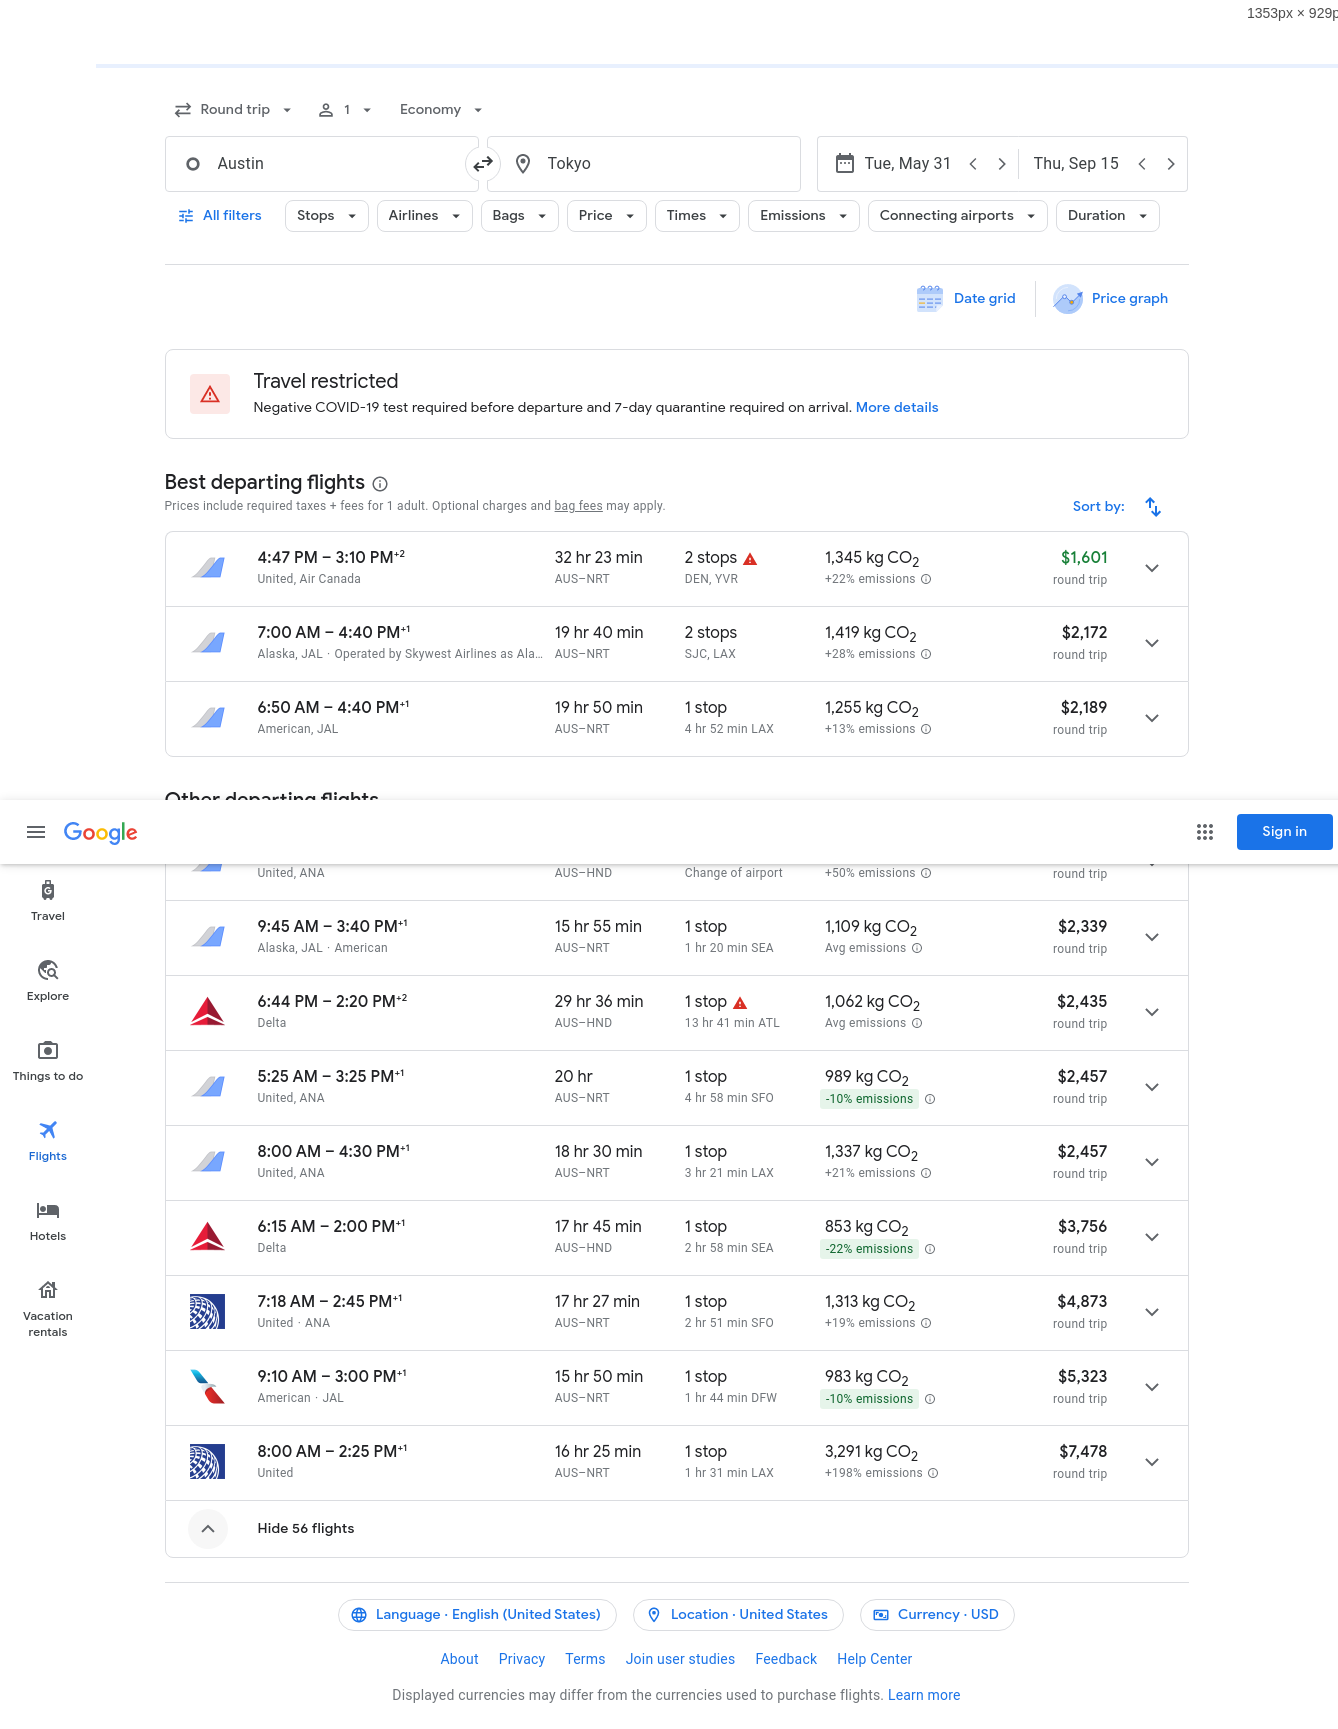 1353px × 929p
Round trip 1 Economy
Austin Tokyo Tue, May 31 Thu, Sep 15
All filters Stops Airlines Bags Price Times Emissions Connecting airports Duration
Date grid Price graph
Travel restricted
Negative COVID-19 test required before departure and 7-day quarantine required on arrival. More details
Best departing flights
Prices include required taxes + fees for 1 adult. Optional charges and bag fees may apply.
Sort by:
4:47 PM – 3:10 PM+2 32 hr 23 min 2 stops 1,345 kg CO2 $1,601
United, Air Canada AUS–NRT DEN, YVR +22% emissions round trip
7:00 AM – 4:40 PM+1 19 hr 40 min 2 stops 1,419 kg CO2 $2,172
Alaska, JAL · Operated by Skywest Airlines as Ala... AUS–NRT SJC, LAX +28% emissions round trip
6:50 AM – 4:40 PM+1 19 hr 50 min 1 stop 1,255 kg CO2 $2,189
American, JAL AUS–NRT 4 hr 52 min LAX +13% emissions round trip
Other departing flights
Google Sign in
United, ANA AUS–HND Change of airport +50% emissions round trip
Travel
9:45 AM – 3:40 PM+1 15 hr 55 min 1 stop 1,109 kg CO2 $2,339
Alaska, JAL · American AUS–NRT 1 hr 20 min SEA Avg emissions round trip
Explore
6:44 PM – 2:20 PM+2 29 hr 36 min 1 stop 1,062 kg CO2 $2,435
Delta AUS–HND 13 hr 41 min ATL Avg emissions round trip
Things to do
5:25 AM – 3:25 PM+1 20 hr 1 stop 989 kg CO2 $2,457
United, ANA AUS–NRT 4 hr 58 min SFO -10% emissions round trip
Flights
8:00 AM – 4:30 PM+1 18 hr 30 min 1 stop 1,337 kg CO2 $2,457
United, ANA AUS–NRT 3 hr 21 min LAX +21% emissions round trip
Hotels
6:15 AM – 2:00 PM+1 17 hr 45 min 1 stop 853 kg CO2 $3,756
Delta AUS–HND 2 hr 58 min SEA -22% emissions round trip
Vacation
rentals
7:18 AM – 2:45 PM+1 17 hr 27 min 1 stop 1,313 kg CO2 $4,873
United · ANA AUS–NRT 2 hr 51 min SFO +19% emissions round trip
9:10 AM – 3:00 PM+1 15 hr 50 min 1 stop 983 kg CO2 $5,323
American · JAL AUS–NRT 1 hr 44 min DFW -10% emissions round trip
8:00 AM – 2:25 PM+1 16 hr 25 min 1 stop 3,291 kg CO2 $7,478
United AUS–NRT 1 hr 31 min LAX +198% emissions round trip
Hide 56 flights
Language · English (United States) Location · United States Currency · USD
About Privacy Terms Join user studies Feedback Help Center
Displayed currencies may differ from the currencies used to purchase flights. Learn more